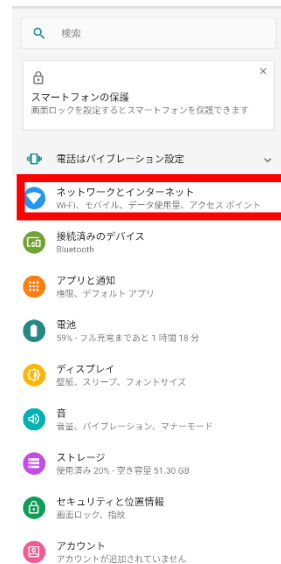 検索
スマートフォンの保護
画面ロックを設定するとスマートフォンを保護できます
電話はバイブレーション設定
ネットワークとインターネット
Wi-Fi、モバイル、データ使用量、アクセス ポイント
接続済みのデバイス
Bluetooth
アプリと通知
権限、デフォルト アプリ
電池
59% - フル充電まであと 1 時間 18 分
ディスプレイ
壁紙、スリープ、フォントサイズ
音
音量、バイブレーション、マナーモード
ストレージ
使用済み 20% - 空き容量 51.30 GB
セキュリティと位置情報
画面ロック、指紋
アカウント
アカウントが追加されていません